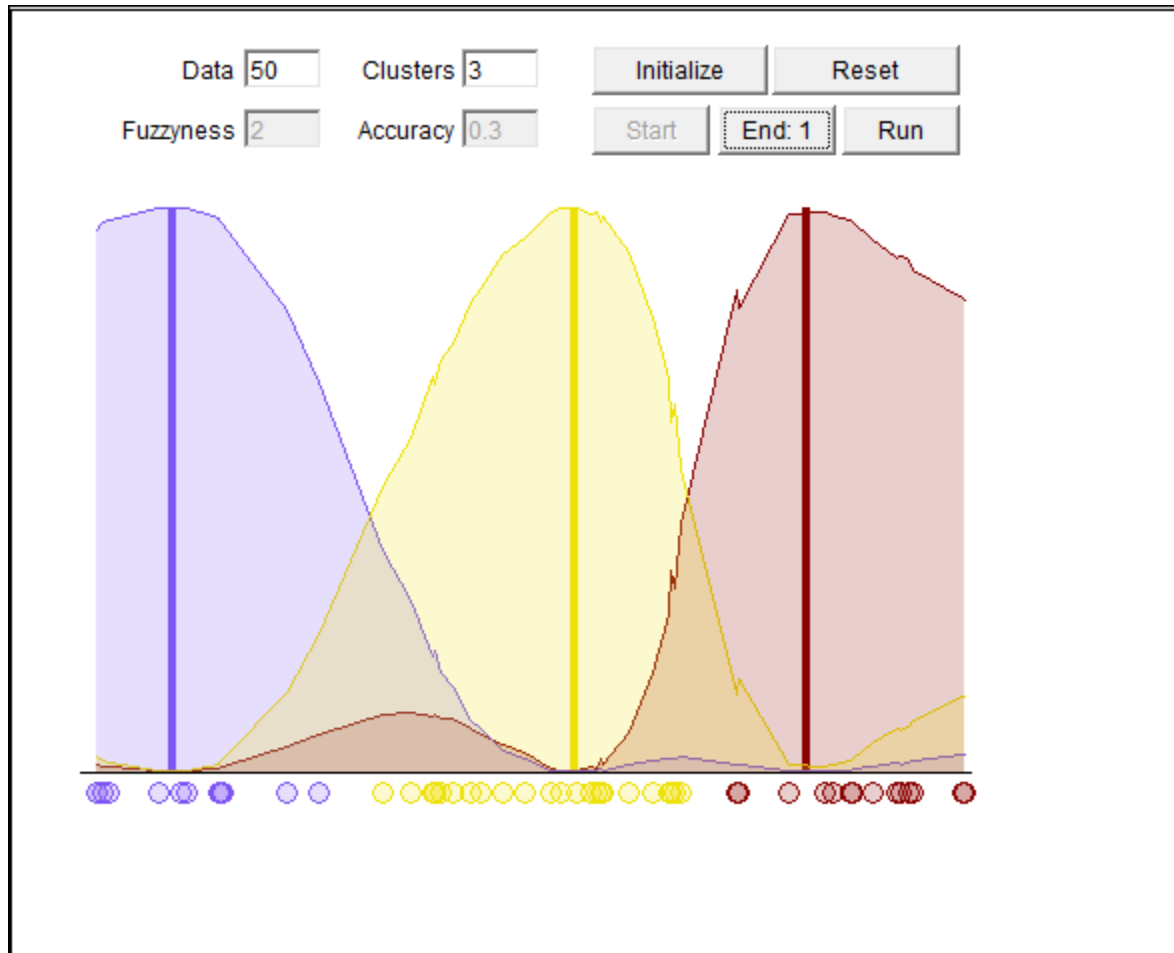 Data 50 Clusters 3 Initialize Reset
Fuzzyness 2 Accuracy 0.3 Start End: 1 Run